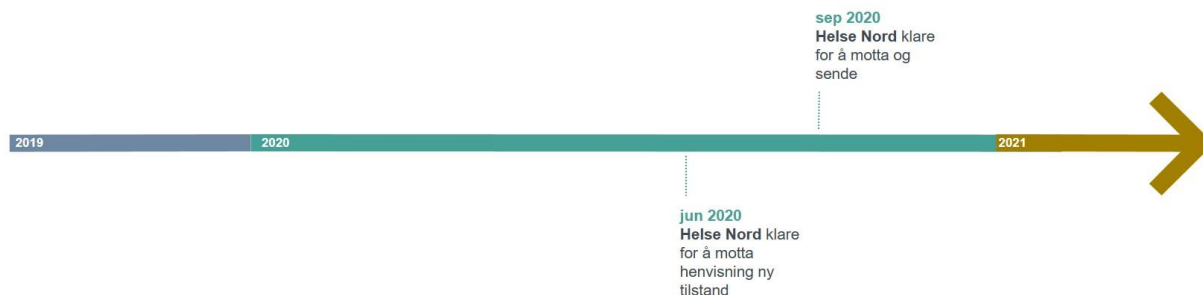 sep 2020
Helse Nord klare
for å motta og
sende
2019
2020
2021
jun 2020
Helse Nord klare
for å motta
henvisning ny
tilstand